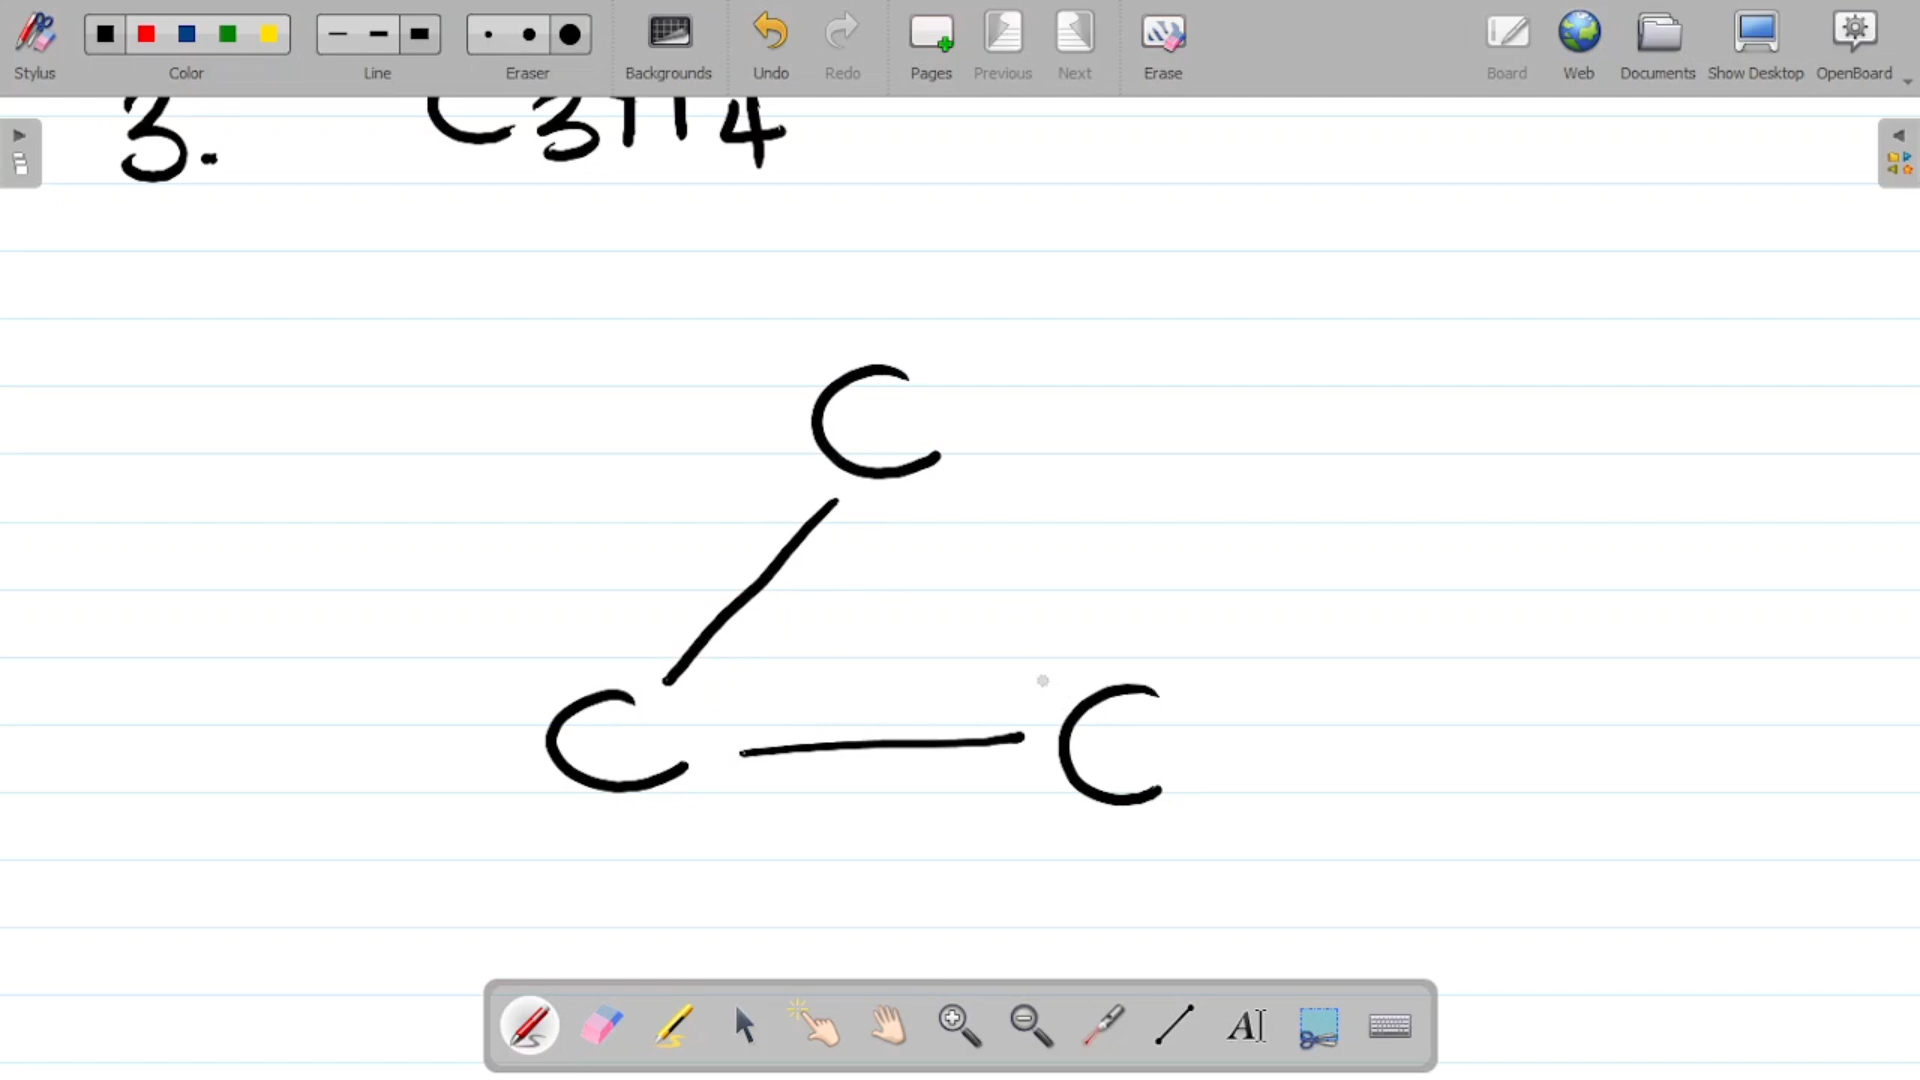 Stylus Color Line Eraser Backgrounds Undo Redo Pages Previous Next Erase Board Web Documents Show Desktop OpenBoard
3. C3H4
C
C C